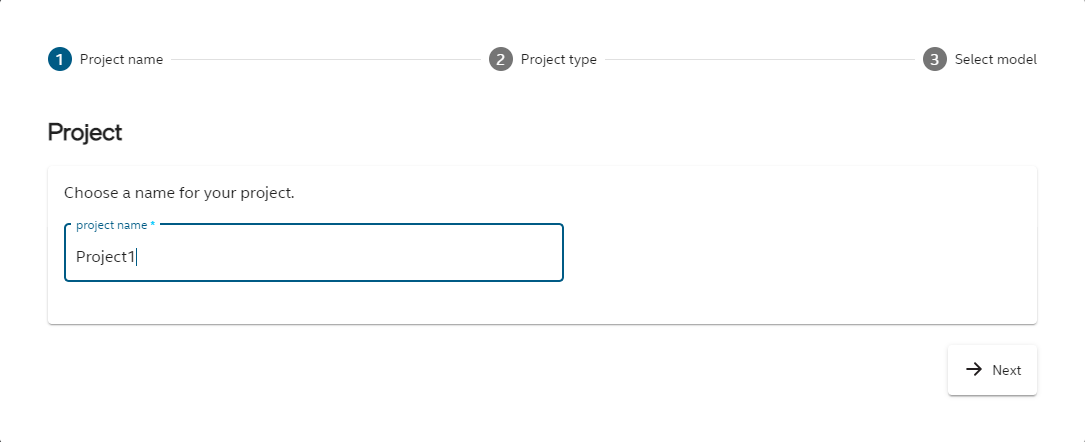 1 Project name 2 Project type 3 Select model
Project
Choose a name for your project.
project name *
Project1
Next